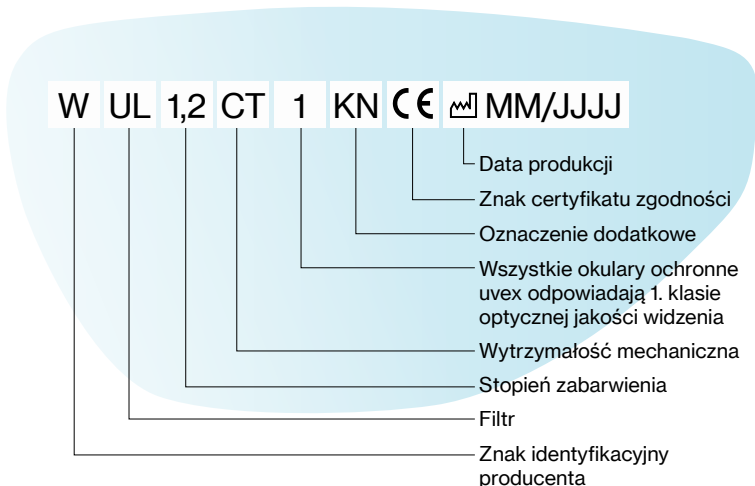 W UL 1,2 CT 1 KN CE MM/JJJJ
Data produkcji
Znak certyfikatu zgodności
Oznaczenie dodatkowe
Wszystkie okulary ochronne
uvex odpowiadają 1. klasie
optycznej jakości widzenia
Wytrzymałość mechaniczna
Stopień zabarwienia
Filtr
Znak identyfikacyjny
producenta